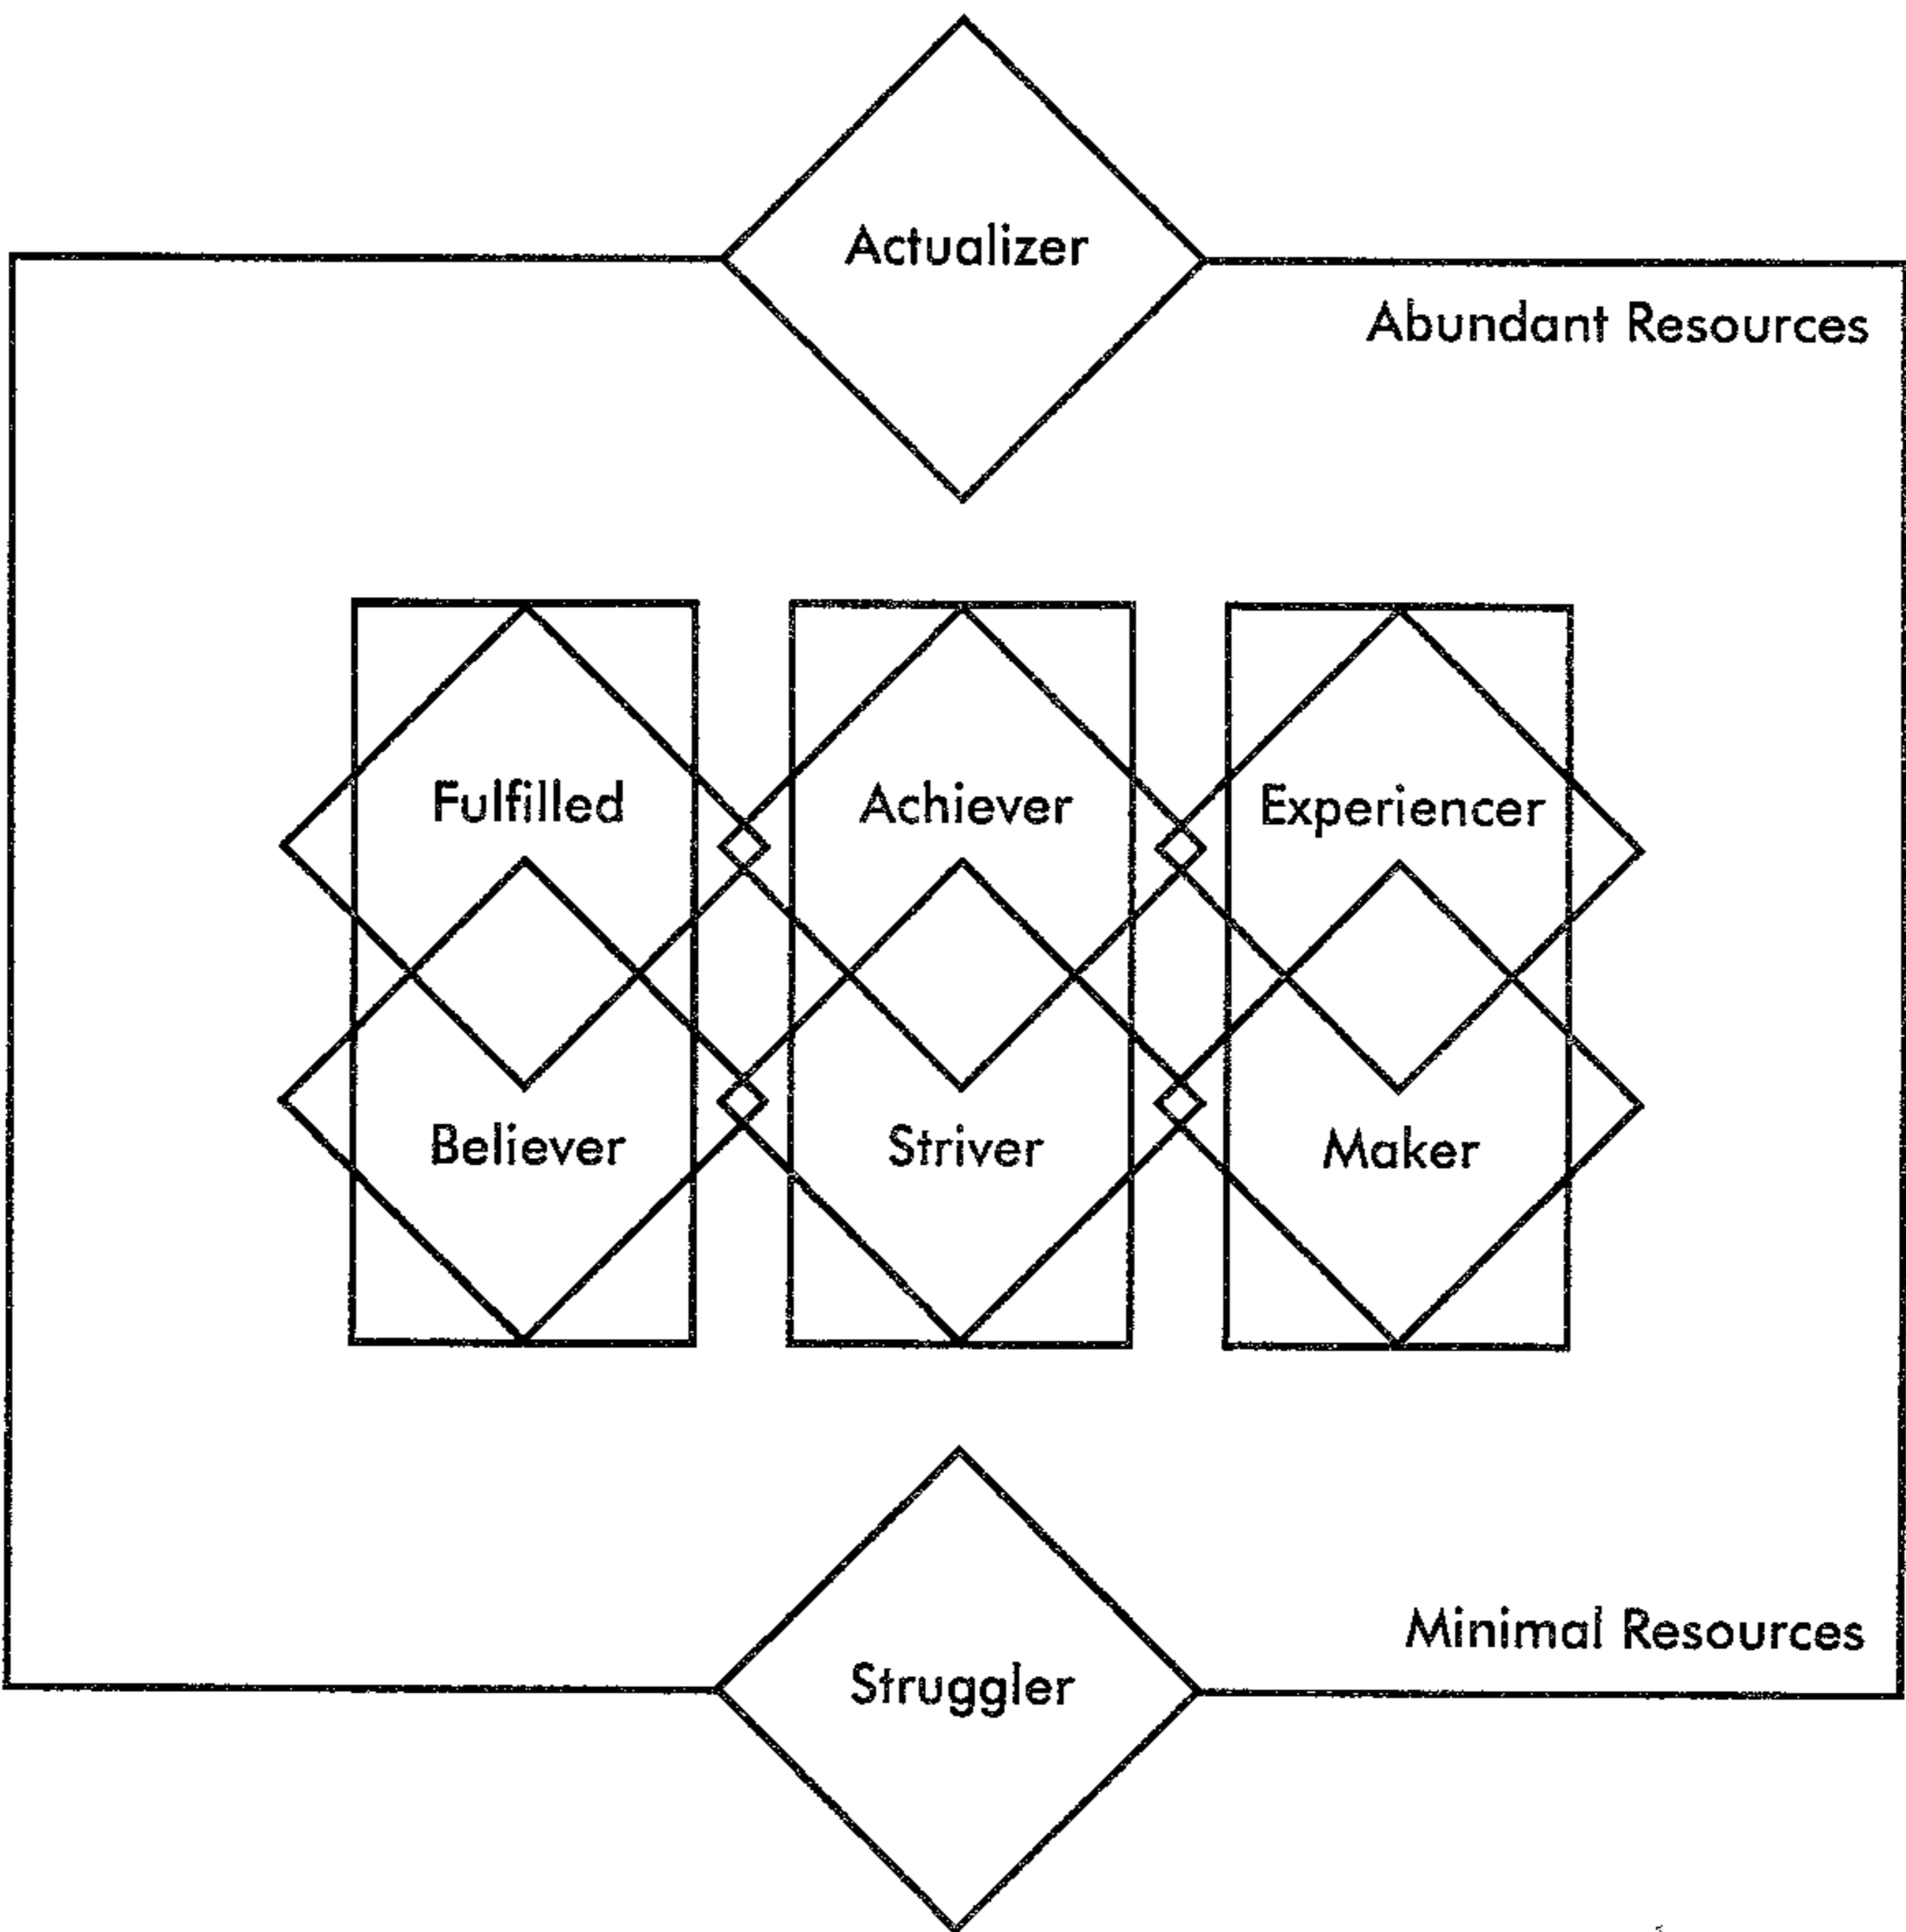 Actualizer
Abundant Resources
Fulfilled
Achiever
Experiencer
Believer
Striver
Maker
Minimal Resources
Struggler